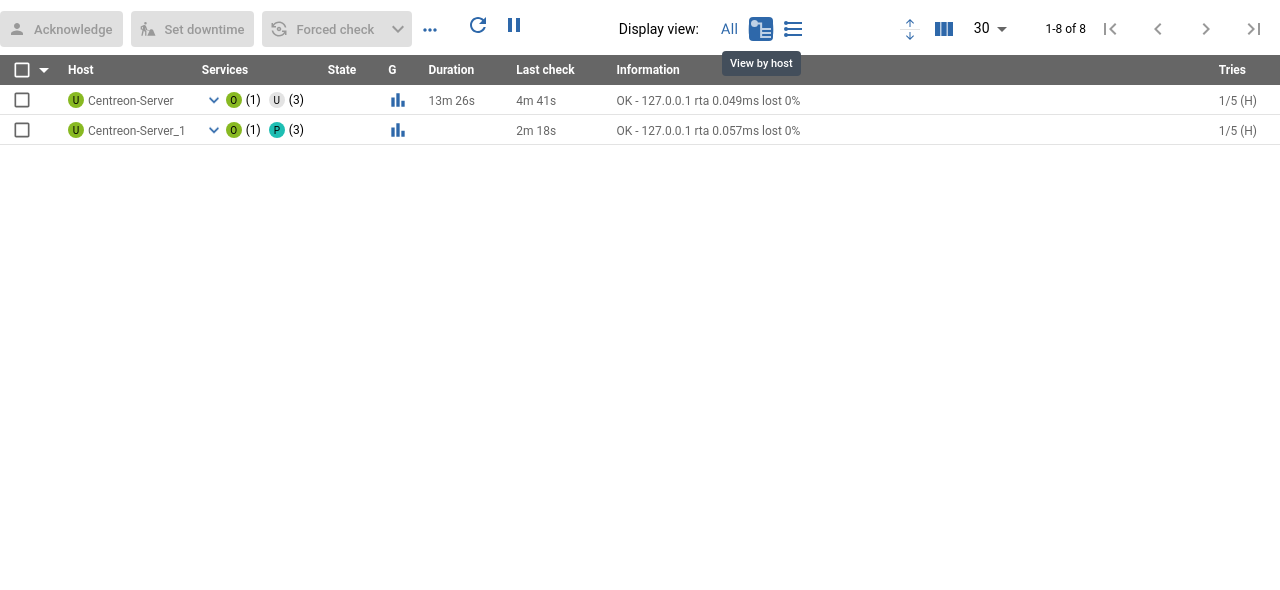 Acknowledge Set downtime Forced check Display view: All 30 1-8 of 8
View by host
Host Services State G Duration Last check Information Tries
U Centreon-Server O (1) U (3) 13m 26s 4m 41s OK - 127.0.0.1 rta 0.049ms lost 0% 1/5 (H)
U Centreon-Server_1 O (1) P (3) 2m 18s OK - 127.0.0.1 rta 0.057ms lost 0% 1/5 (H)